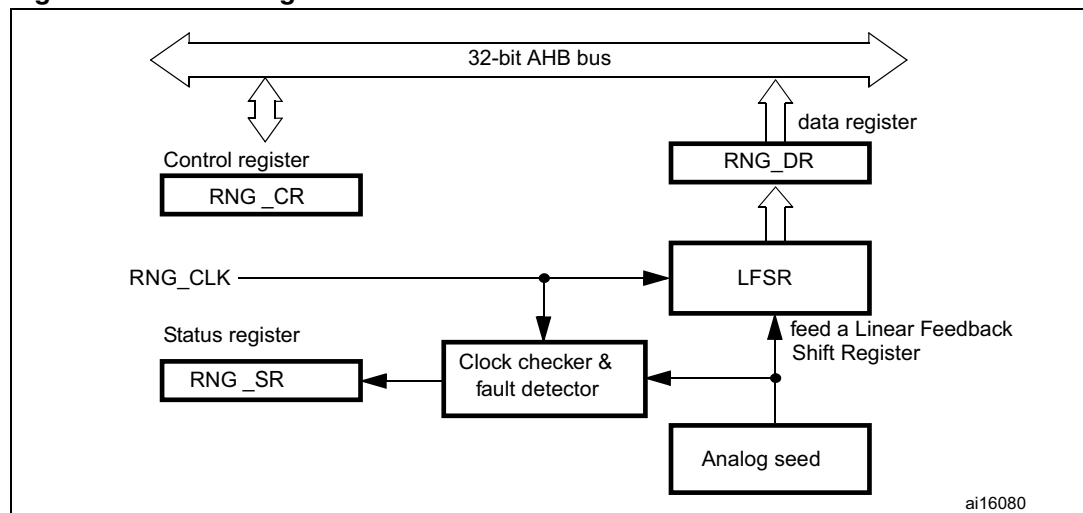 32-bit AHB bus
data register
Control register
RNG_DR
RNG _CR
RNG_CLK
LFSR
feed a Linear Feedback
Shift Register
Status register
Clock checker &
fault detector
RNG _SR
Analog seed
ai16080